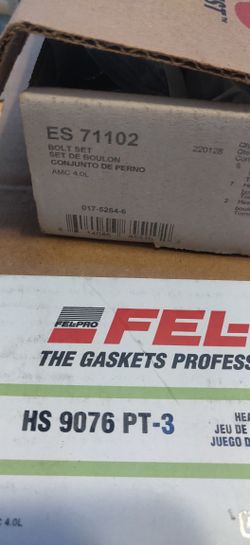 ES 71102
BOLT SET
SET DE BOULON
CONJUNTO DE PERNO
AMC 4.0L
220128
017-5264-6
FEL-PRO
FEL-
THE GASKETS PROFESS
HS 9076 PT-3
HEA
JEU DE
JUEGO D
4.0L